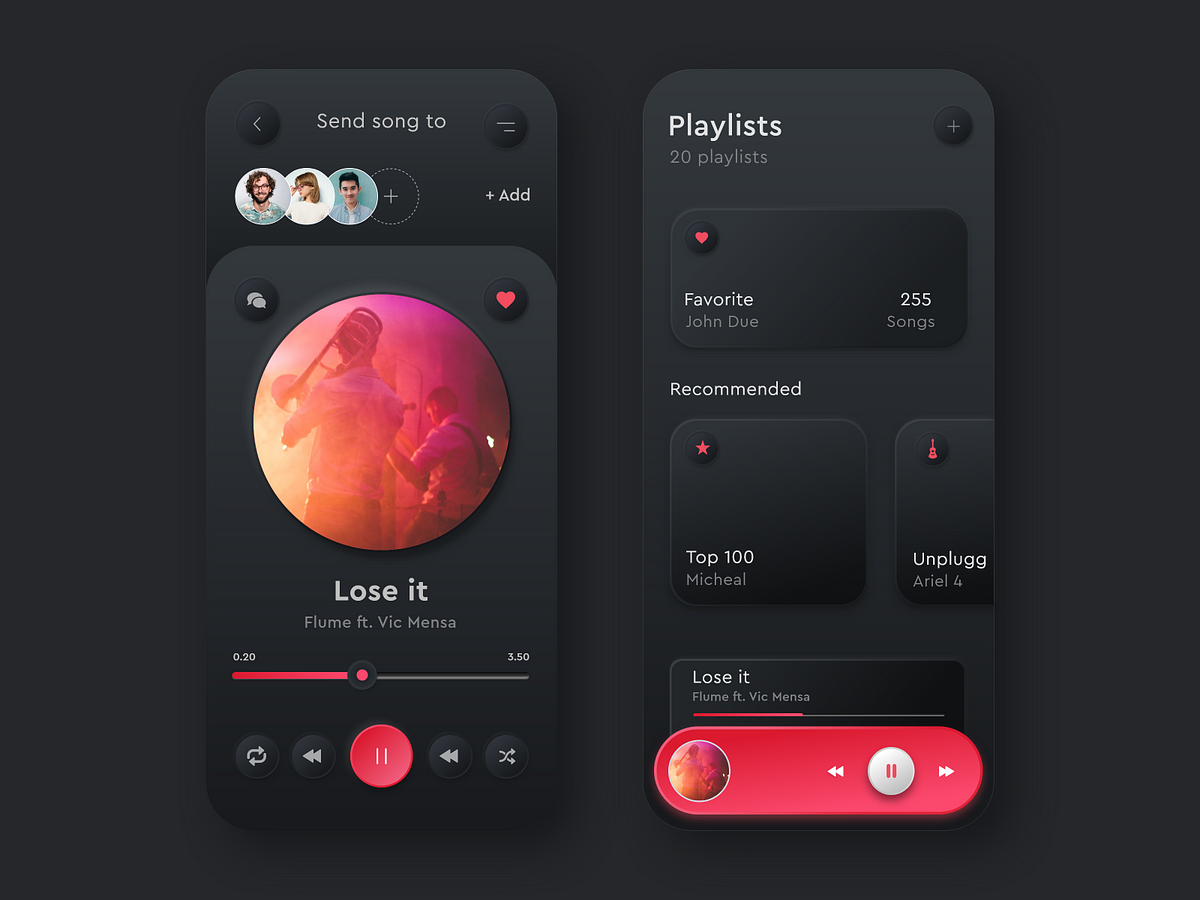 Send song to
+ Add
Lose it
Flume ft. Vic Mensa
0.20
3.50
Playlists
20 playlists
Favorite
255
John Due
Songs
Recommended
Top 100
Micheal
Unplugg
Ariel 4
Lose it
Flume ft. Vic Mensa